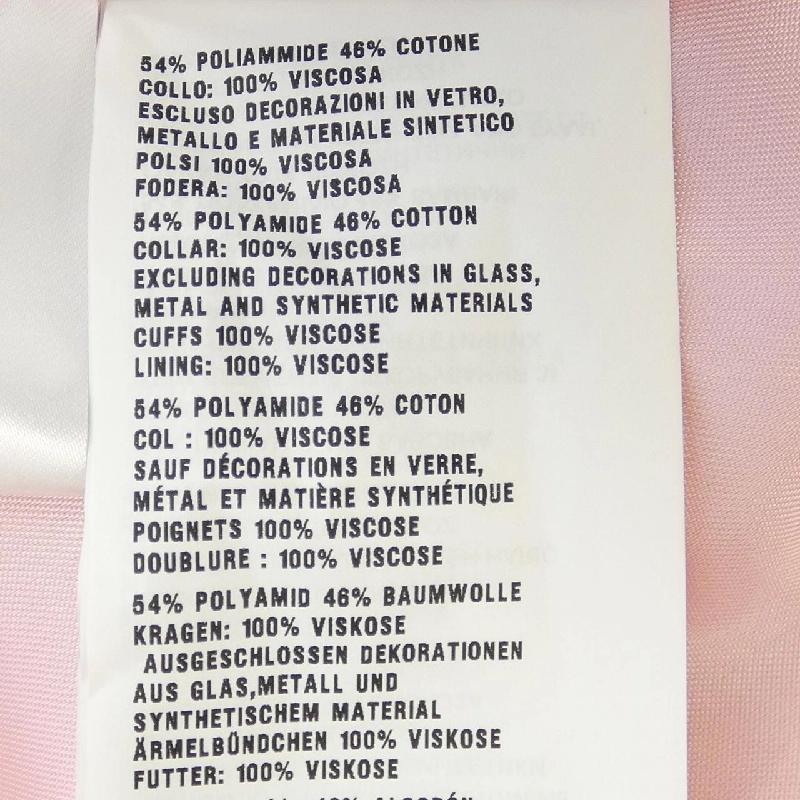 54% POLIAMMIDE 46% COTONE
COLLO: 100% VISCOSA
ESCLUSO DECORAZIONI IN VETRO,
METALLO E MATERIALE SINTETICO
POLSI 100% VISCOSA
FODERA: 100% VISCOSA
54% POLYAMIDE 46% COTTON
COLLAR: 100% VISCOSE
EXCLUDING DECORATIONS IN GLASS,
METAL AND SYNTHETIC MATERIALS
CUFFS 100% VISCOSE
LINING: 100% VISCOSE
54% POLYAMIDE 46% COTON
COL : 100% VISCOSE
SAUF DÉCORATIONS EN VERRE,
MÉTAL ET MATIÈRE SYNTHÉTIQUE
POIGNETS 100% VISCOSE
DOUBLURE : 100% VISCOSE
54% POLYAMID 46% BAUMWOLLE
KRAGEN: 100% VISKOSE
AUSGESCHLOSSEN DEKORATIONEN
AUS GLAS,METALL UND
SYNTHETISCHEM MATERIAL
ÄRMELBÜNDCHEN 100% VISKOSE
FUTTER: 100% VISKOSE
ALGODÓN